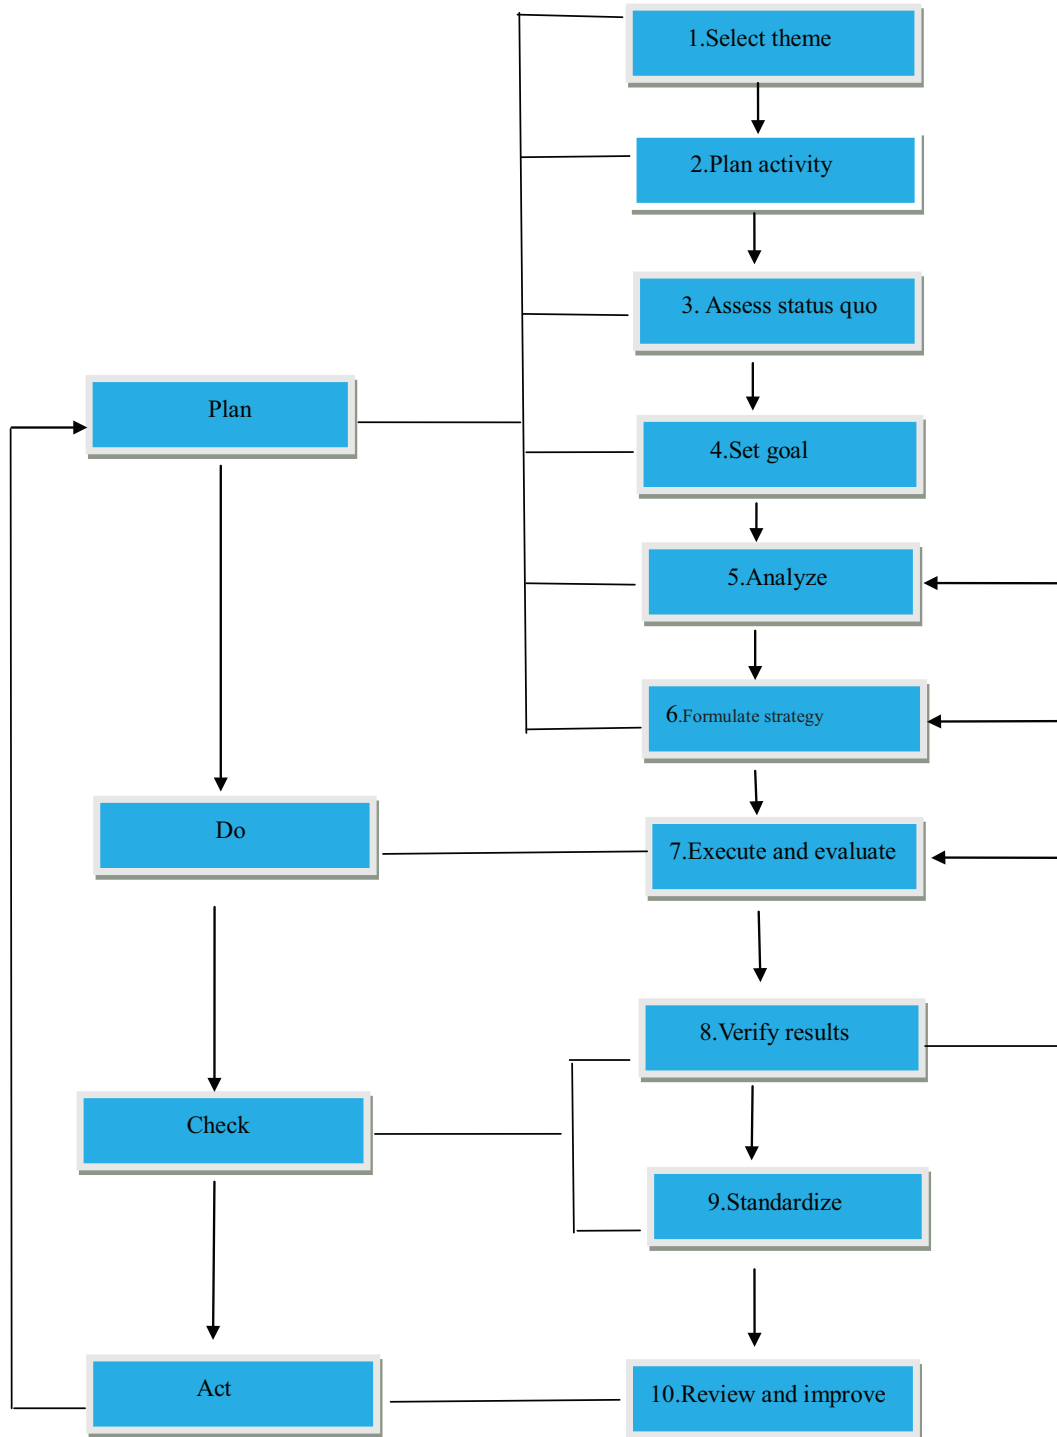 1.Select theme
2.Plan activity
3. Assess status quo
Plan
4.Set goal
5.Analyze
6.Formulate strategy
Do
7.Execute and evaluate
8.Verify results
Check
9.Standardize
Act
10.Review and improve